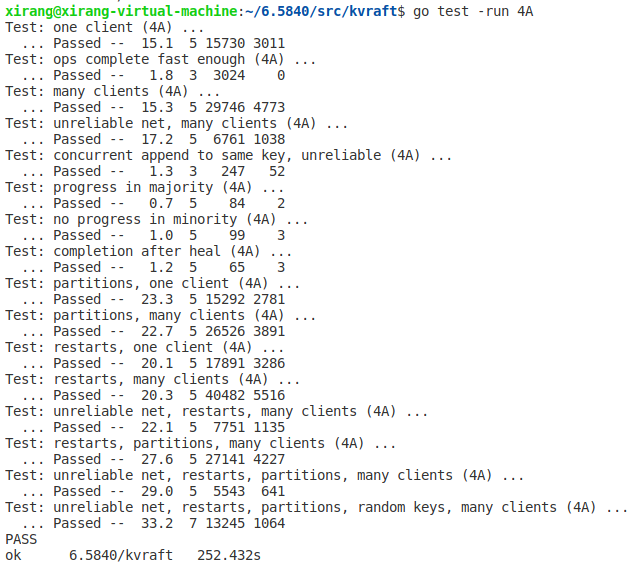 xirang@xirang-virtual-machine:~/6.5840/src/kvraft$ go test -run 4A
Test: one client (4A) ...
  ... Passed --  15.1  5 15730 3011
Test: ops complete fast enough (4A) ...
  ... Passed --   1.8  3  3024    0
Test: many clients (4A) ...
  ... Passed --  15.3  5 29746 4773
Test: unreliable net, many clients (4A) ...
  ... Passed --  17.2  5  6761 1038
Test: concurrent append to same key, unreliable (4A) ...
  ... Passed --   1.3  3   247   52
Test: progress in majority (4A) ...
  ... Passed --   0.7  5    84    2
Test: no progress in minority (4A) ...
  ... Passed --   1.0  5    99    3
Test: completion after heal (4A) ...
  ... Passed --   1.2  5    65    3
Test: partitions, one client (4A) ...
  ... Passed --  23.3  5 15292 2781
Test: partitions, many clients (4A) ...
  ... Passed --  22.7  5 26526 3891
Test: restarts, one client (4A) ...
  ... Passed --  20.1  5 17891 3286
Test: restarts, many clients (4A) ...
  ... Passed --  20.3  5 40482 5516
Test: unreliable net, restarts, many clients (4A) ...
  ... Passed --  22.1  5  7751 1135
Test: restarts, partitions, many clients (4A) ...
  ... Passed --  27.6  5 27141 4227
Test: unreliable net, restarts, partitions, many clients (4A) ...
  ... Passed --  29.0  5  5543  641
Test: unreliable net, restarts, partitions, random keys, many clients (4A) ...
  ... Passed --  33.2  7 13245 1064
PASS
ok      6.5840/kvraft   252.432s